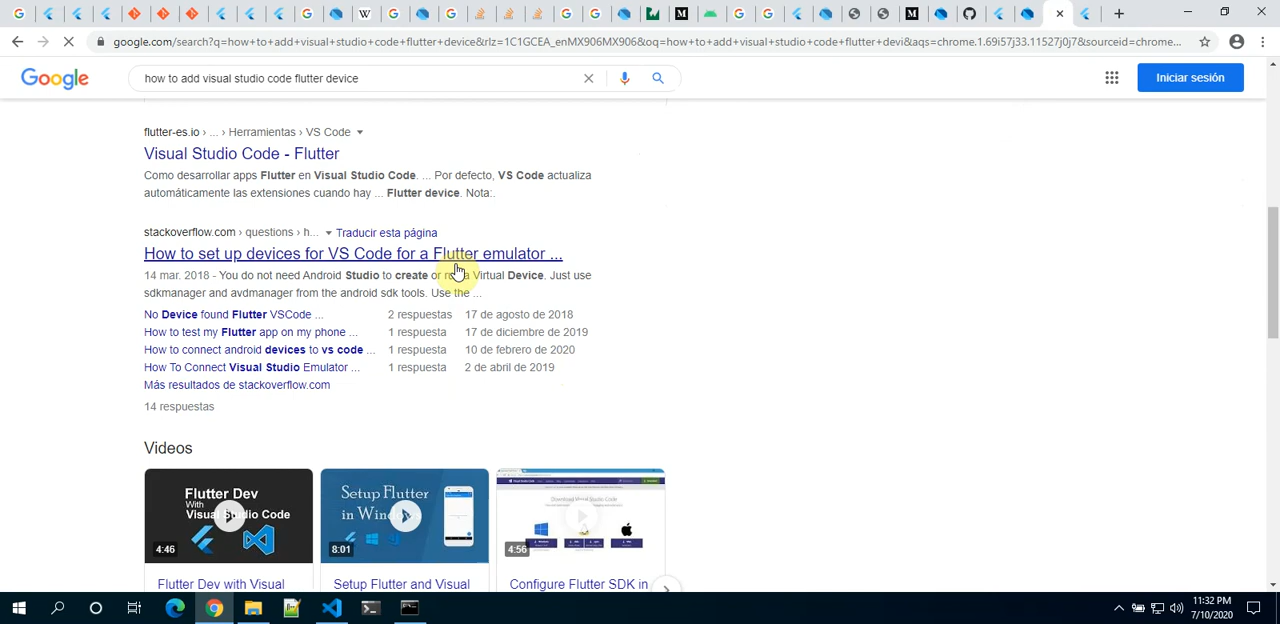 google.com/search?q=how+to+add+visual+studio+code+flutter+device&rlz=1C1GCEA_enMX906MX906&oq=how+to+add+visual+studio+code+flutter+devi&aqs=chrome.1.69i57j33.11527j0j7&sourceid=chrome...
Google
how to add visual studio code flutter device
Iniciar sesión
flutter-es.io › ... › Herramientas › VS Code
Visual Studio Code - Flutter
Como desarrollar apps Flutter en Visual Studio Code. ... Por defecto, VS Code actualiza
automáticamente las extensiones cuando hay ... Flutter device. Nota:.
stackoverflow.com › questions › h... Traducir esta página
How to set up devices for VS Code for a Flutter emulator ...
14 mar. 2018 - You do not need Android Studio to create or a Virtual Device. Just use
sdkmanager and avdmanager from the android sdk tools. Use the ...
No Device found Flutter VSCode ... 2 respuestas 17 de agosto de 2018
How to test my Flutter app on my phone ... 1 respuesta 17 de diciembre de 2019
How to connect android devices to vs code ... 1 respuesta 10 de febrero de 2020
How To Connect Visual Studio Emulator ... 1 respuesta 2 de abril de 2019
Más resultados de stackoverflow.com
14 respuestas
Videos
Flutter Dev
With
Visual Studio Code
4:46
Setup Flutter
in Windows
8:01
Download Visual Studio Code
4:56
Flutter Dev with Visual
Setup Flutter and Visual
Configure Flutter SDK in
11:32 PM
7/10/2020